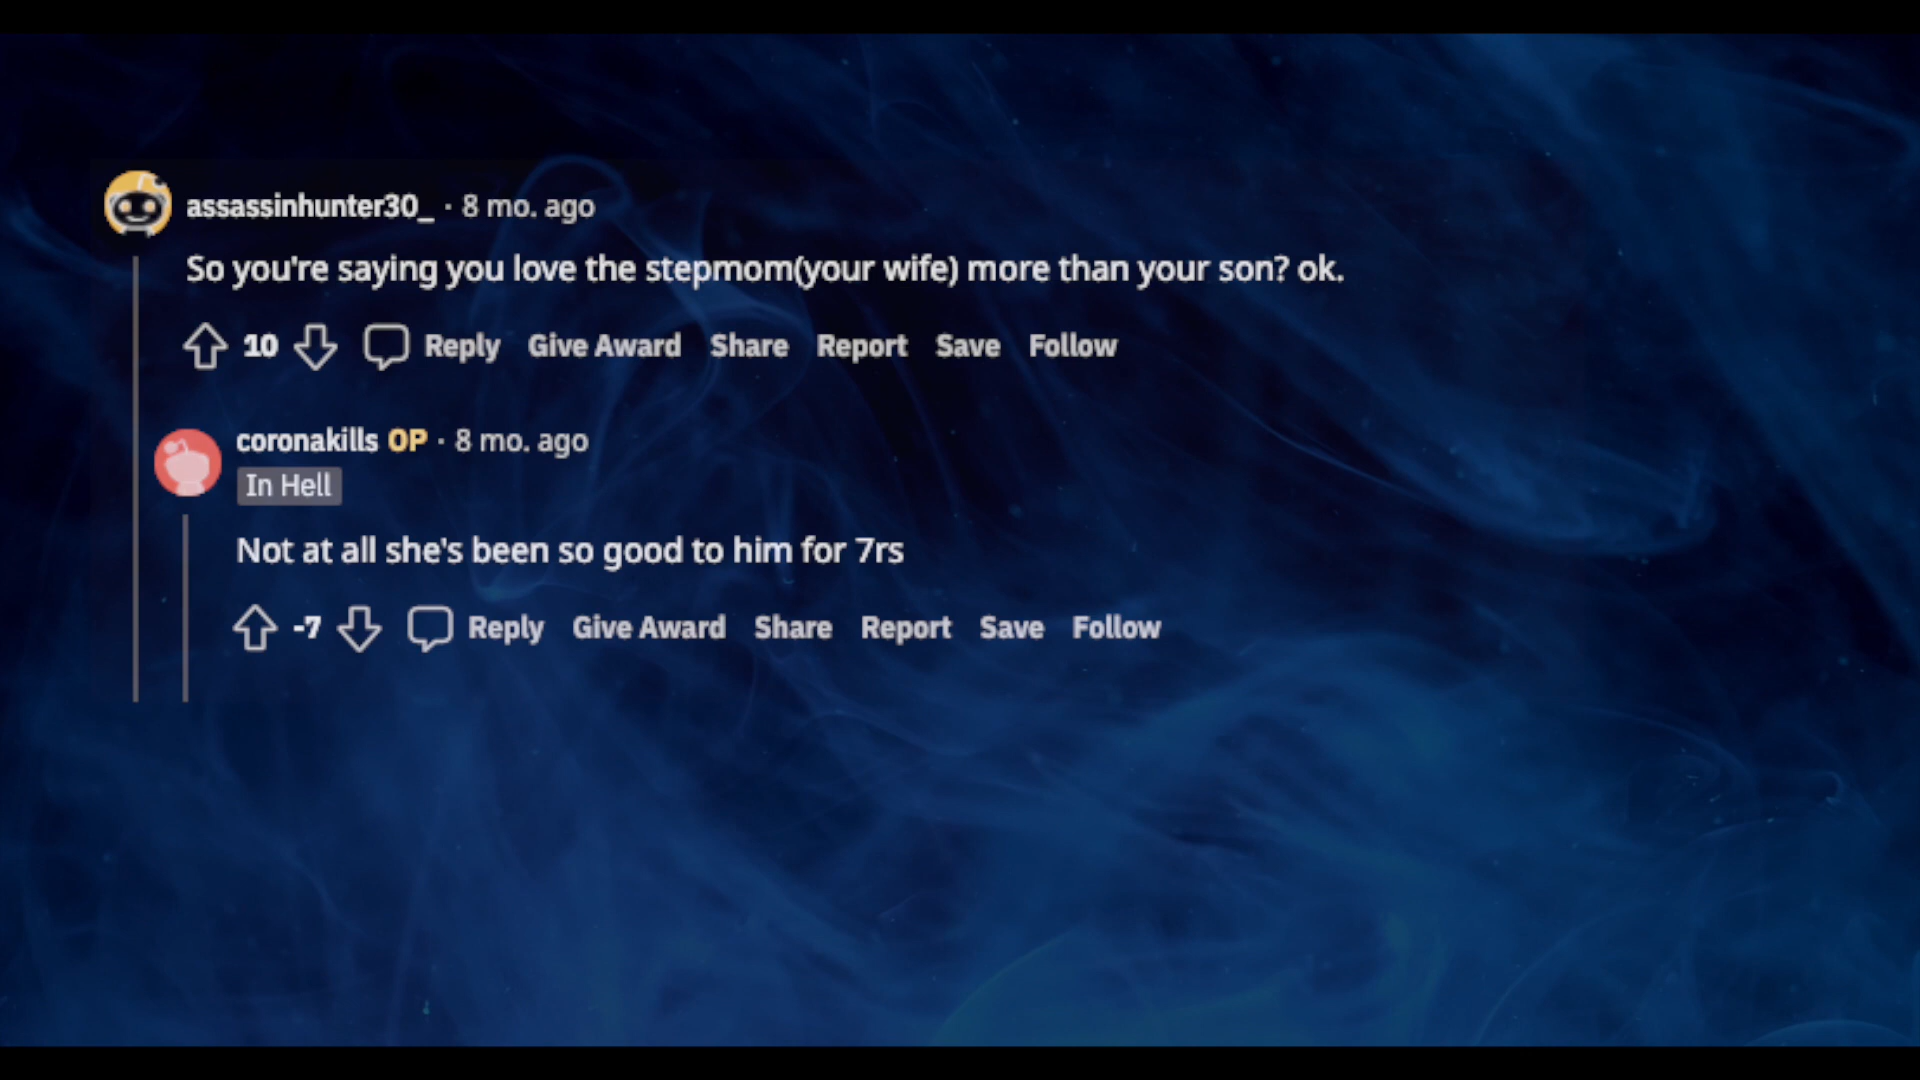 assassinhunter30_ · 8 mo. ago
So you're saying you love the stepmom(your wife) more than your son? ok.
10 Reply Give Award Share Report Save Follow
coronakills OP · 8 mo. ago
In Hell
Not at all she's been so good to him for 7rs
-7 Reply Give Award Share Report Save Follow